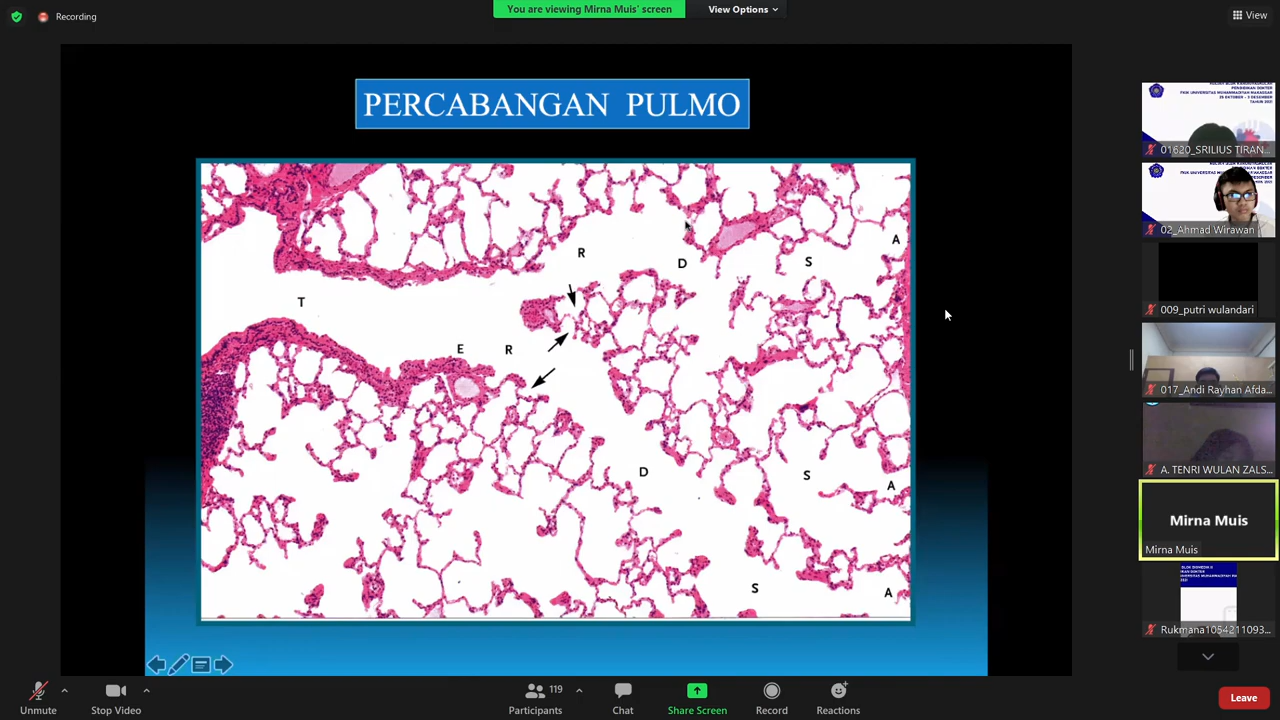 Recording
You are viewing Mirna Muis' screen
View Options
View
PERCABANGAN PULMO
T
E
R
R
D
S
A
D
S
A
S
A
01620_SRILIUS TIRAN...
02_Ahmad Wirawan
009_putri wulandari
017_Andi Rayhan Afda...
A. TENRI WULAN ZALS...
Mirna Muis
Mirna Muis
Rukmana1054211093...
Unmute
Stop Video
119
Participants
Chat
Share Screen
Record
Reactions
Leave